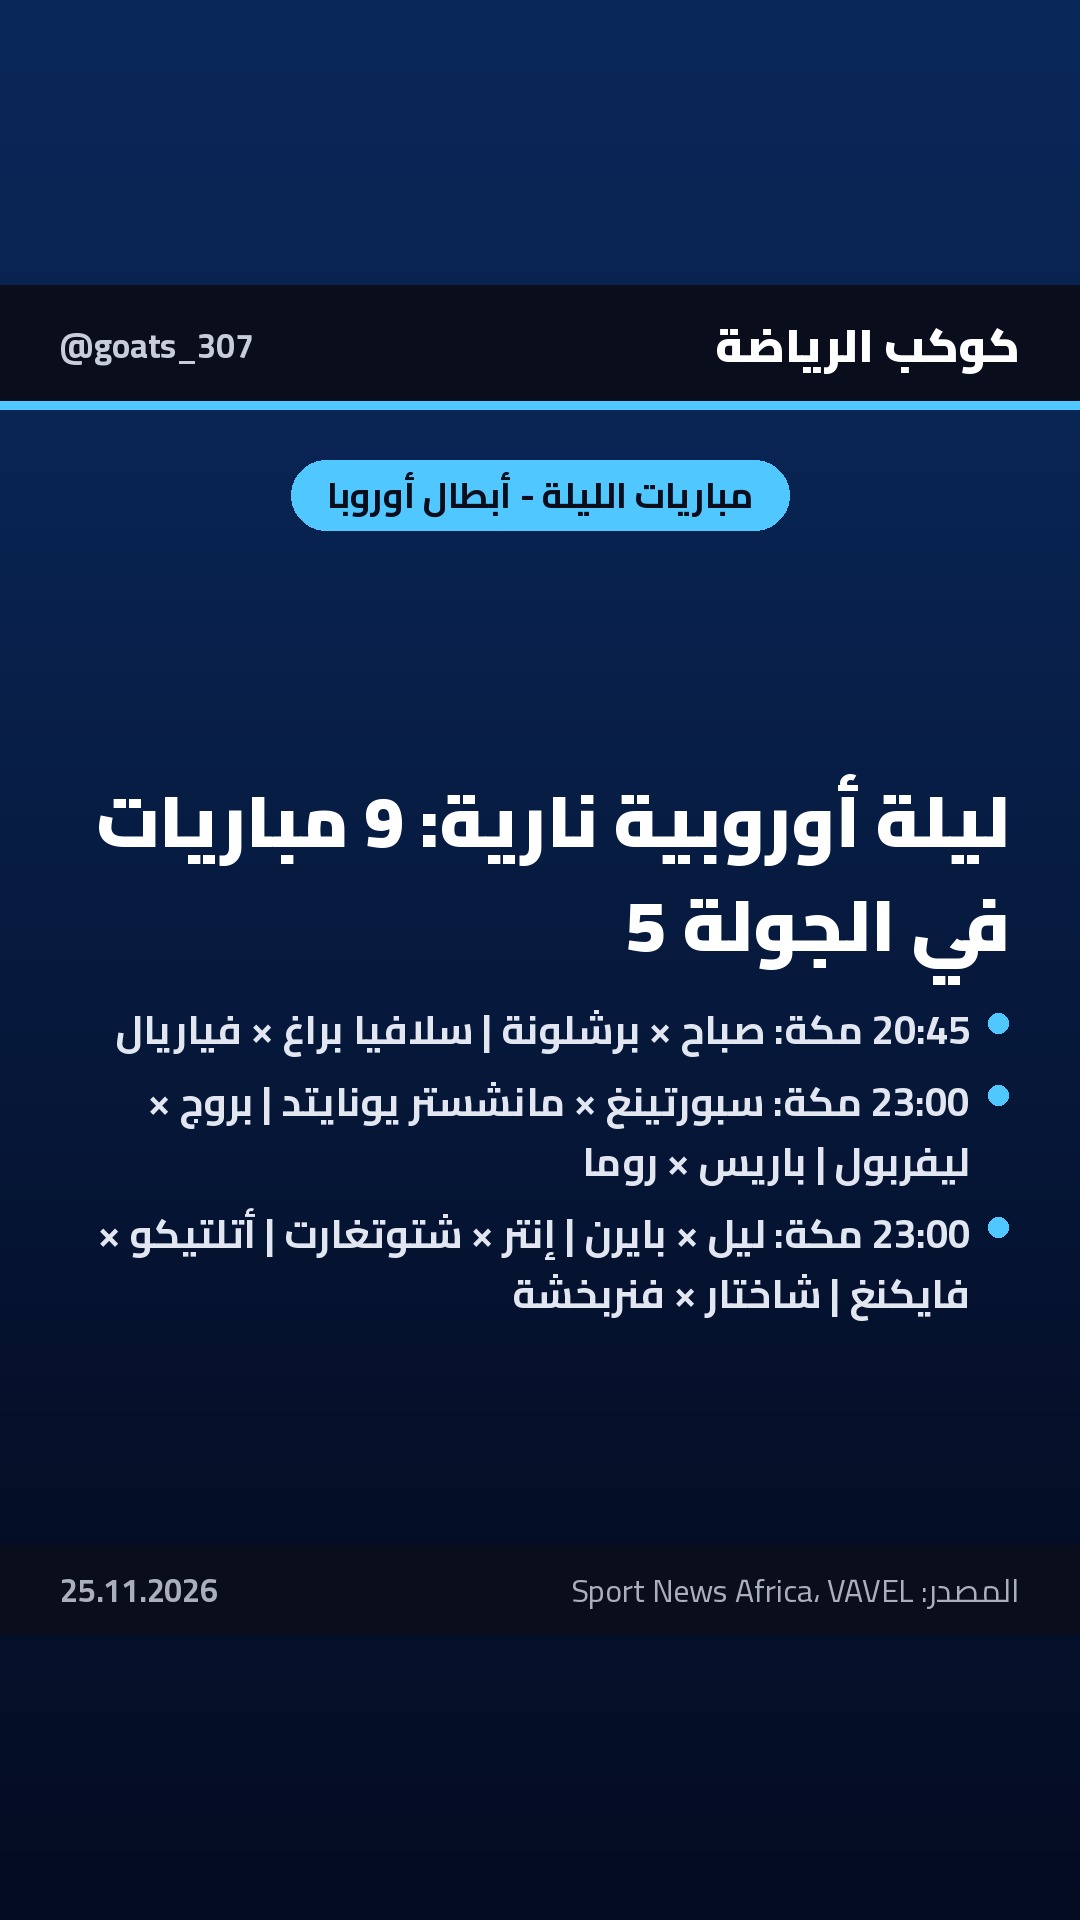 كوكب الرياضة
@goats_307
مباريات الليلة - أبطال أوروبا
ليلة أوروبية نارية: 9 مباريات
في الجولة 5
20:45 مكة: صباح × برشلونة | سلافيا براغ × فياريال
23:00 مكة: سبورتينغ × مانشستر يونايتد | بروج ×
ليفربول | باريس × روما
23:00 مكة: ليل × بايرن | إنتر × شتوتغارت | أتلتيكو ×
فايكنغ | شاختار × فنربخشة
المصدر: Sport News Africa، VAVEL
25.11.2026